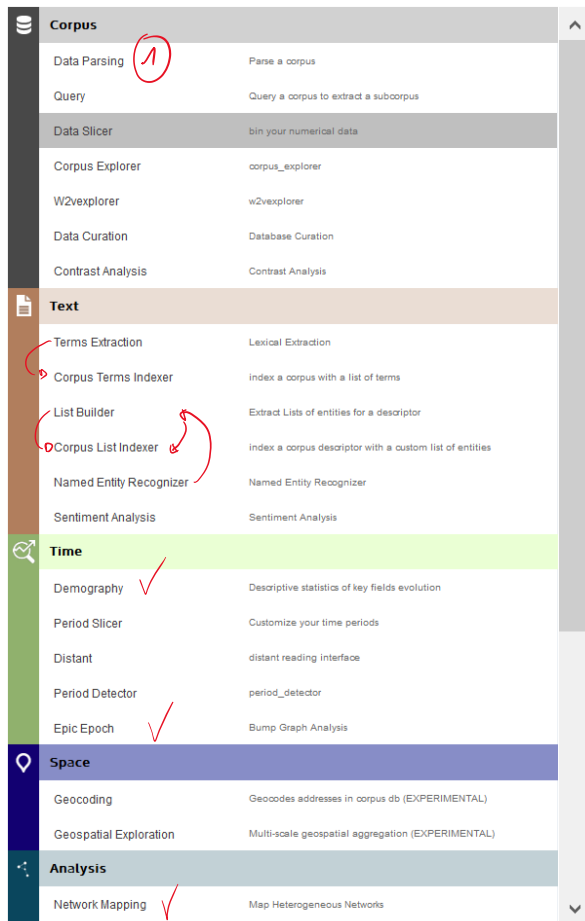 Corpus
Data Parsing 1 Parse a corpus
Query Query a corpus to extract a subcorpus
Data Slicer bin your numerical data
Corpus Explorer corpus_explorer
W2vexplorer w2vexplorer
Data Curation Database Curation
Contrast Analysis Contrast Analysis
Text
Terms Extraction Lexical Extraction
Corpus Terms Indexer index a corpus with a list of terms
List Builder Extract Lists of entities for a descriptor
Corpus List Indexer index a corpus descriptor with a custom list of entities
Named Entity Recognizer Named Entity Recognizer
Sentiment Analysis Sentiment Analysis
Time
Demography Descriptive statistics of key fields evolution
Period Slicer Customize your time periods
Distant distant reading interface
Period Detector period_detector
Epic Epoch Bump Graph Analysis
Space
Geocoding Geocodes addresses in corpus db (EXPERIMENTAL)
Geospatial Exploration Multi-scale geospatial aggregation (EXPERIMENTAL)
Analysis
Network Mapping Map Heterogeneous Networks